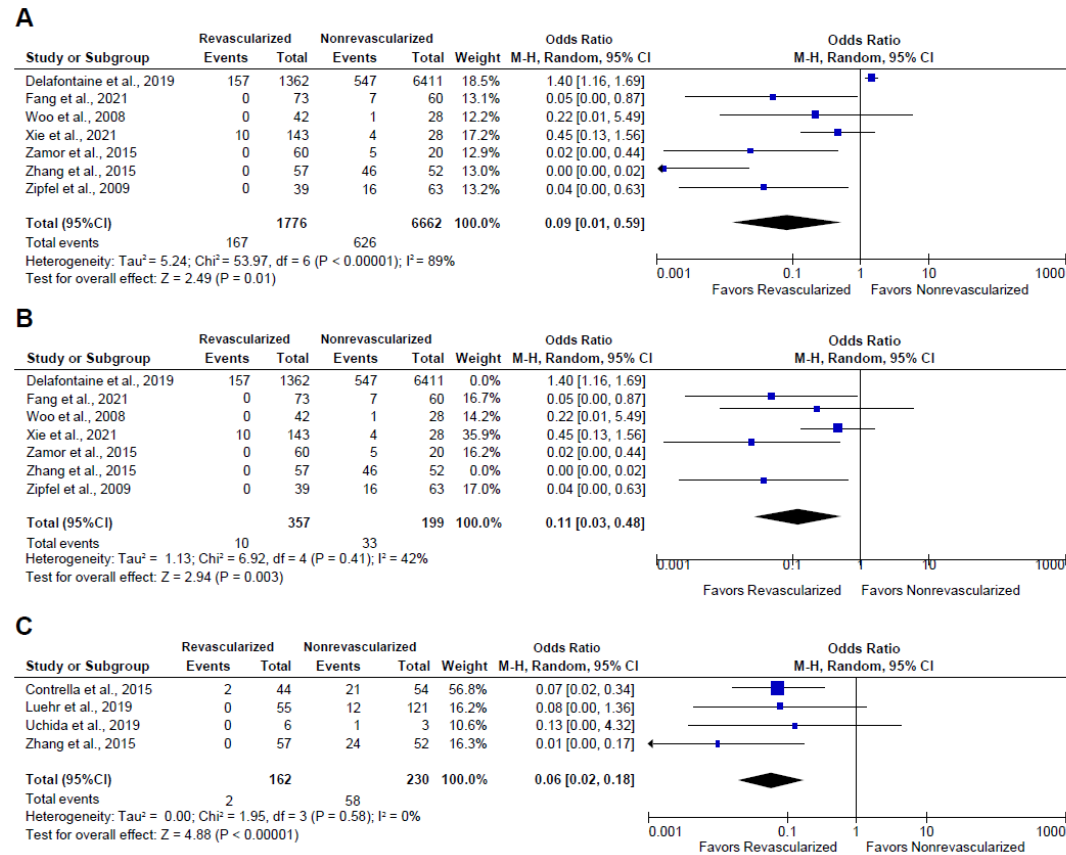 A
Revascularized Nonrevascularized Odds Ratio Odds Ratio
Study or Subgroup Events Total Events Total Weight M-H, Random, 95% CI M-H, Random, 95% CI
Delafontaine et al., 2019 157 1362 547 6411 18.5% 1.40 [1.16, 1.69]
Fang et al., 2021 0 73 7 60 13.1% 0.05 [0.00, 0.87]
Woo et al., 2008 0 42 1 28 12.2% 0.22 [0.01, 5.49]
Xie et al., 2021 10 143 4 28 17.2% 0.45 [0.13, 1.56]
Zamor et al., 2015 0 60 5 20 12.9% 0.02 [0.00, 0.44]
Zhang et al., 2015 0 57 46 52 13.0% 0.00 [0.00, 0.02]
Zipfel et al., 2009 0 39 16 63 13.2% 0.04 [0.00, 0.63]
Total (95%CI) 1776 6662 100.0% 0.09 [0.01, 0.59]
Total events 167 626
Heterogeneity: Tau² = 5.24; Chi² = 53.97, df = 6 (P < 0.00001); I² = 89%
Test for overall effect: Z = 2.49 (P = 0.01)
0.001 0.1 1 10 1000
Favors Revascularized Favors Nonrevascularized
B
Revascularized Nonrevascularized Odds Ratio Odds Ratio
Study or Subgroup Events Total Events Total Weight M-H, Random, 95% CI M-H, Random, 95% CI
Delafontaine et al., 2019 157 1362 547 6411 0.0% 1.40 [1.16, 1.69]
Fang et al., 2021 0 73 7 60 16.7% 0.05 [0.00, 0.87]
Woo et al., 2008 0 42 1 28 14.2% 0.22 [0.01, 5.49]
Xie et al., 2021 10 143 4 28 35.9% 0.45 [0.13, 1.56]
Zamor et al., 2015 0 60 5 20 16.2% 0.02 [0.00, 0.44]
Zhang et al., 2015 0 57 46 52 0.0% 0.00 [0.00, 0.02]
Zipfel et al., 2009 0 39 16 63 17.0% 0.04 [0.00, 0.63]
Total (95%CI) 357 199 100.0% 0.11 [0.03, 0.48]
Total events 10 33
Heterogeneity: Tau² = 1.13; Chi² = 6.92, df = 4 (P = 0.41); I² = 42%
Test for overall effect: Z = 2.94 (P = 0.003)
0.001 0.1 1 10 1000
Favors Revascularized Favors Nonrevascularized
C
Revascularized Nonrevascularized Odds Ratio Odds Ratio
Study or Subgroup Events Total Events Total Weight M-H, Random, 95% CI M-H, Random, 95% CI
Contrella et al., 2015 2 44 21 54 56.8% 0.07 [0.02, 0.34]
Luehr et al., 2019 0 55 12 121 16.2% 0.08 [0.00, 1.36]
Uchida et al., 2019 0 6 1 3 10.6% 0.13 [0.00, 4.32]
Zhang et al., 2015 0 57 24 52 16.3% 0.01 [0.00, 0.17]
Total (95%CI) 162 230 100.0% 0.06 [0.02, 0.18]
Total events 2 58
Heterogeneity: Tau² = 0.00; Chi² = 1.95, df = 3 (P = 0.58); I² = 0%
Test for overall effect: Z = 4.88 (P < 0.00001)
0.001 0.1 1 10 1000
Favors Revascularized Favors Nonrevascularized